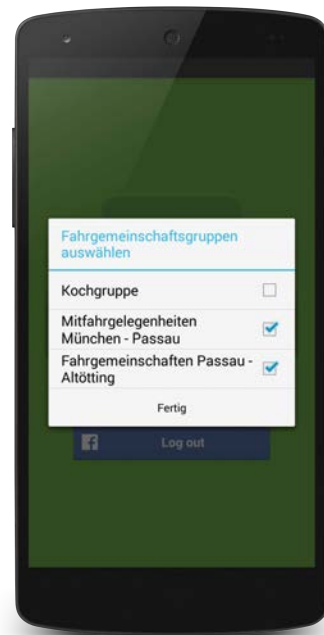 Fahrgemeinschaftsgruppen
auswählen
Kochgruppe
Mitfahrgelegenheiten
München - Passau
Fahrgemeinschaften Passau -
Altötting
Fertig
Log out